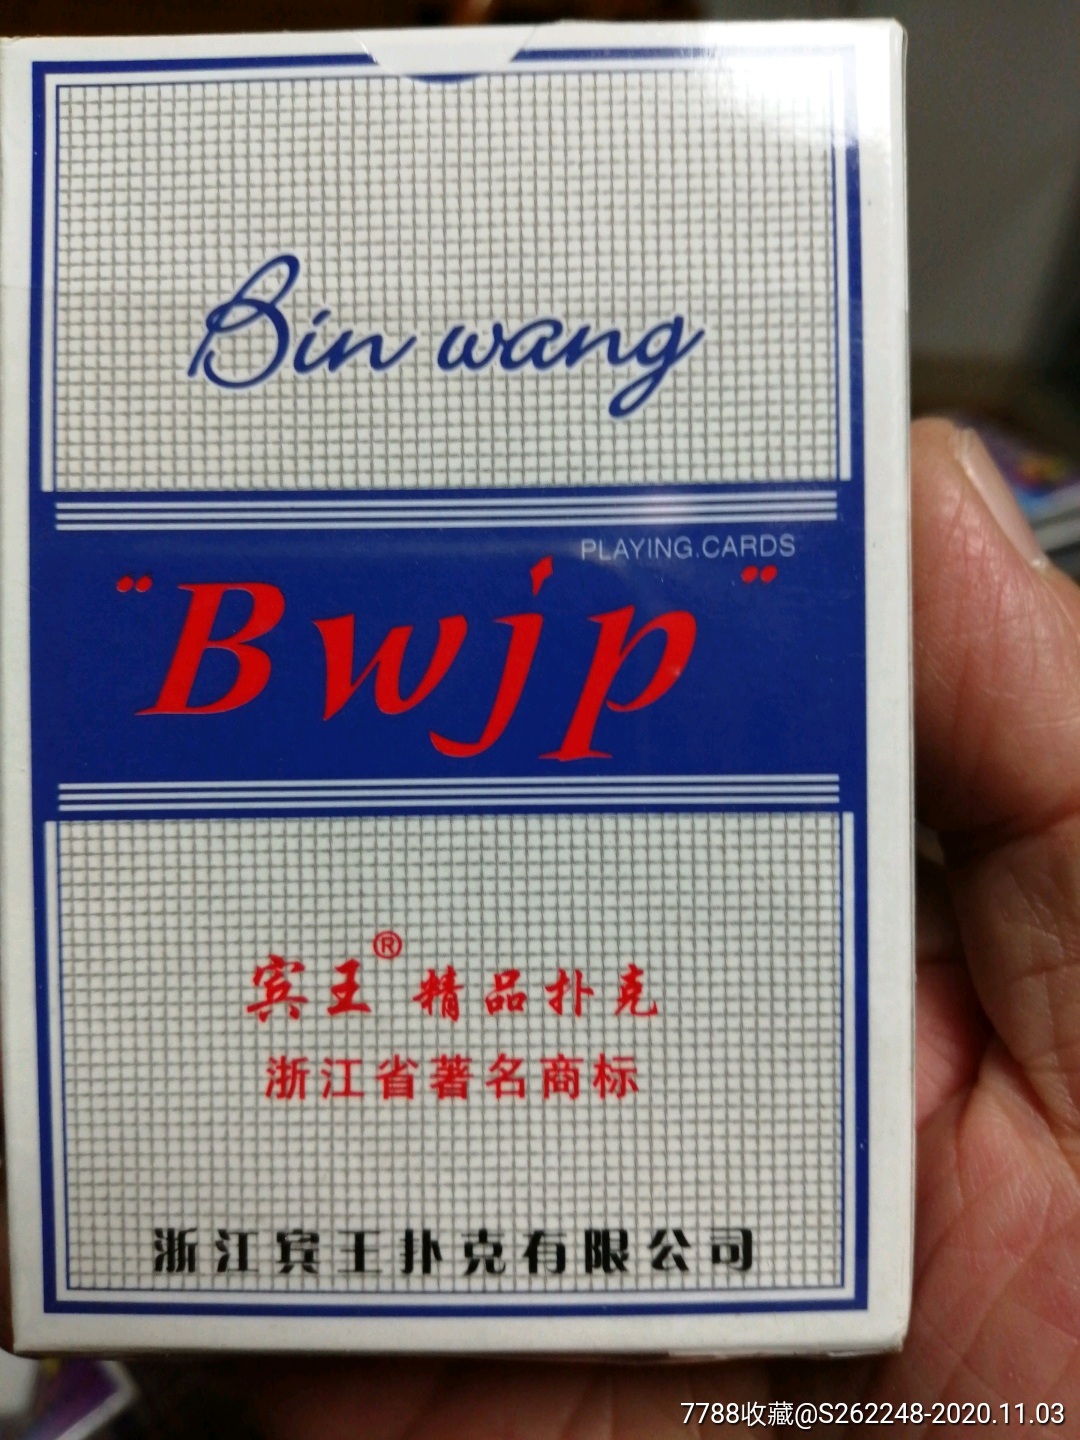 Bin wang
PLAYING.CARDS
"Bwjp"
宾王®精品扑克
浙江省著名商标
浙江宾王扑克有限公司
7788收藏@S262248-2020.11.03